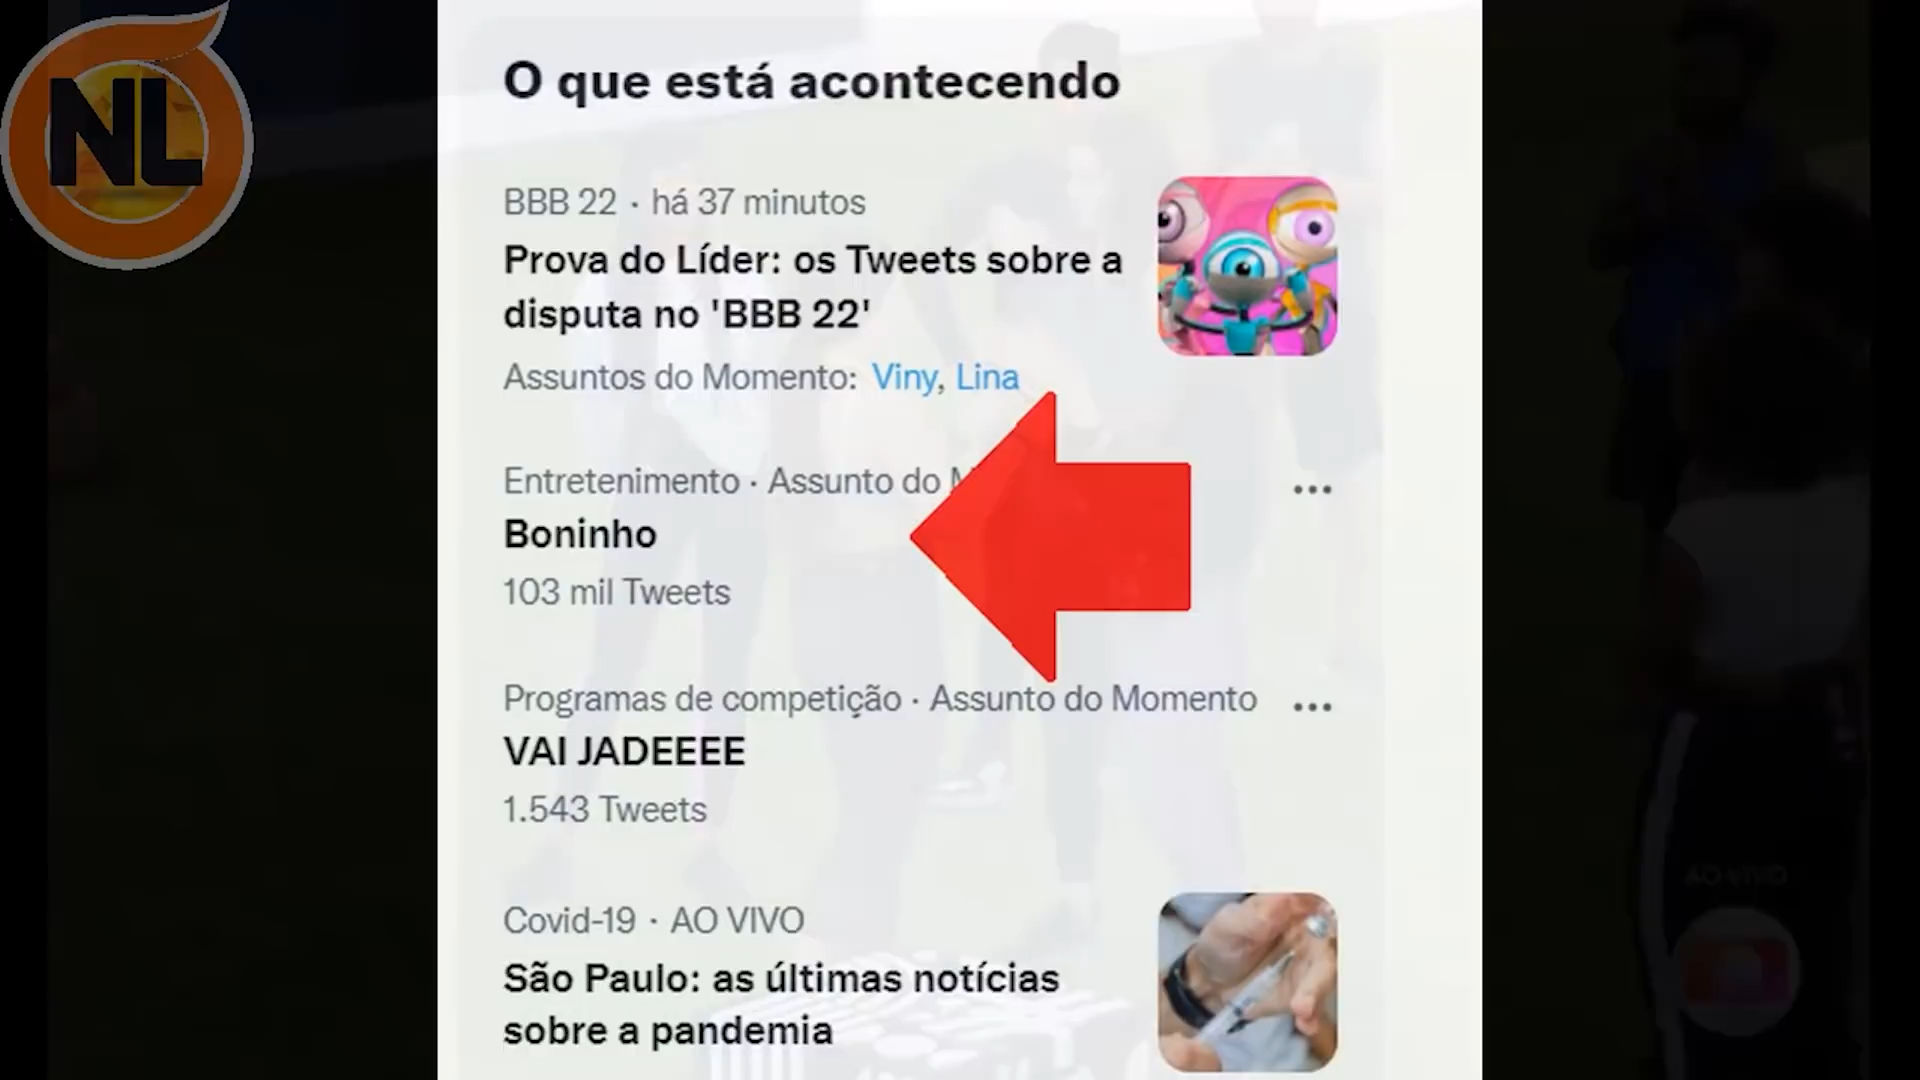 NL
O que está acontecendo
BBB 22 · há 37 minutos
Prova do Líder: os Tweets sobre a
disputa no 'BBB 22'
Assuntos do Momento: Viny, Lina
Entretenimento · Assunto do
Boninho
103 mil Tweets
Programas de competição · Assunto do Momento
VAI JADEEEE
1.543 Tweets
Covid-19 · AO VIVO
São Paulo: as últimas notícias
sobre a pandemia
AO VIVO